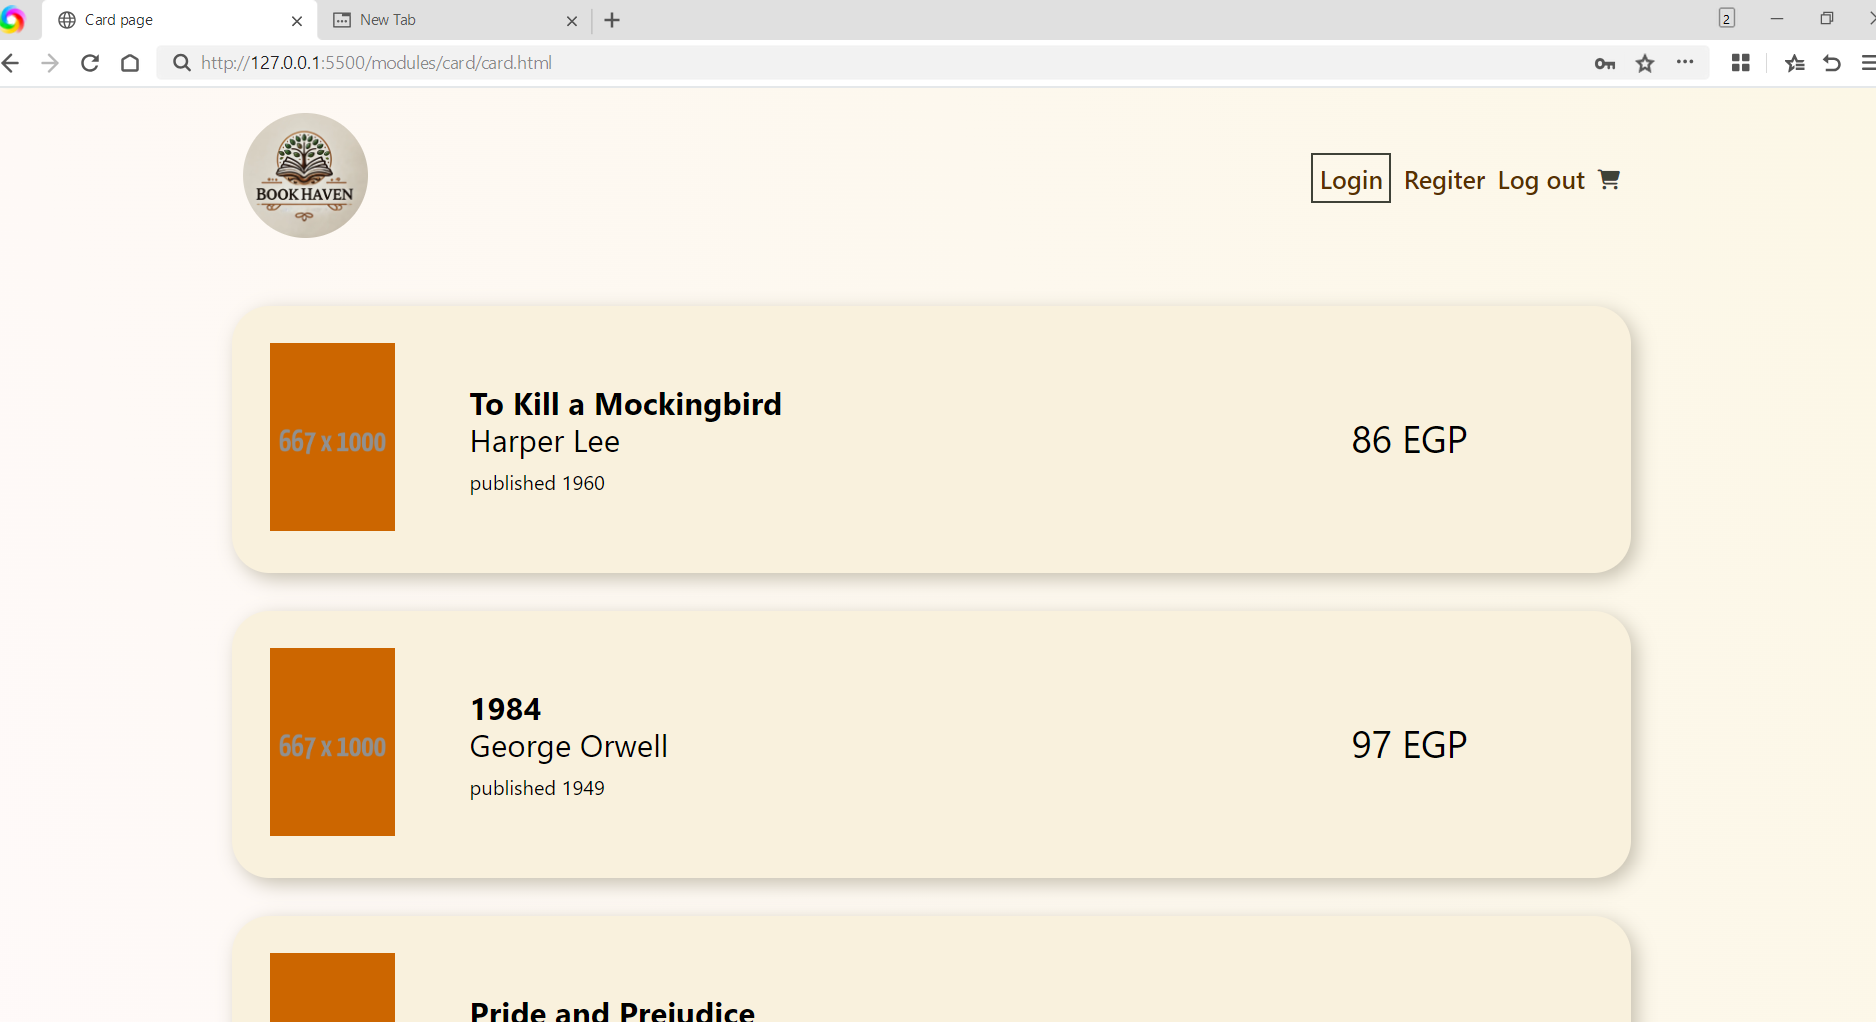 Card page
New Tab
2
http://127.0.0.1:5500/modules/card/card.html
BOOK HAVEN
Login Regiter Log out
667 x 1000
To Kill a Mockingbird
Harper Lee
published 1960
86 EGP
667 x 1000
1984
George Orwell
published 1949
97 EGP
Pride and Prejudice